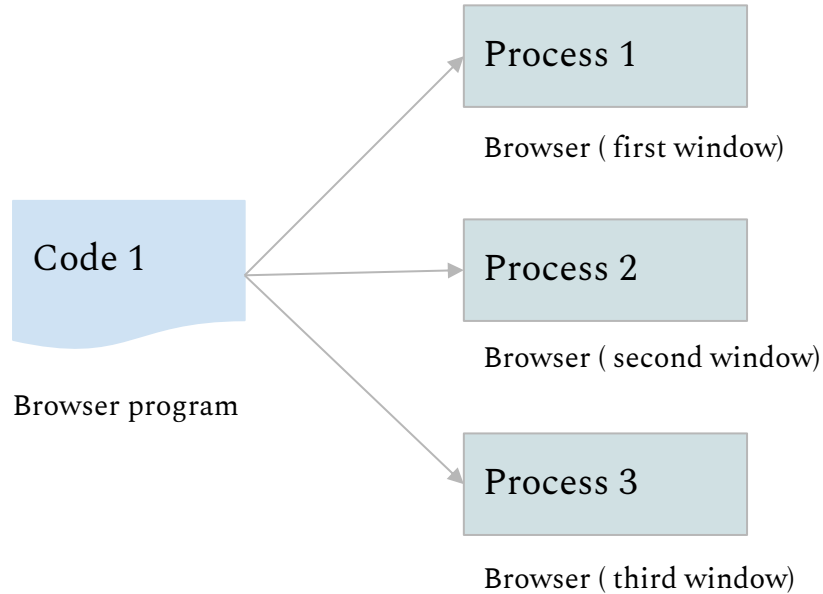 Process 1
Browser ( first window)
Code 1
Process 2
Browser ( second window)
Browser program
Process 3
Browser ( third window)